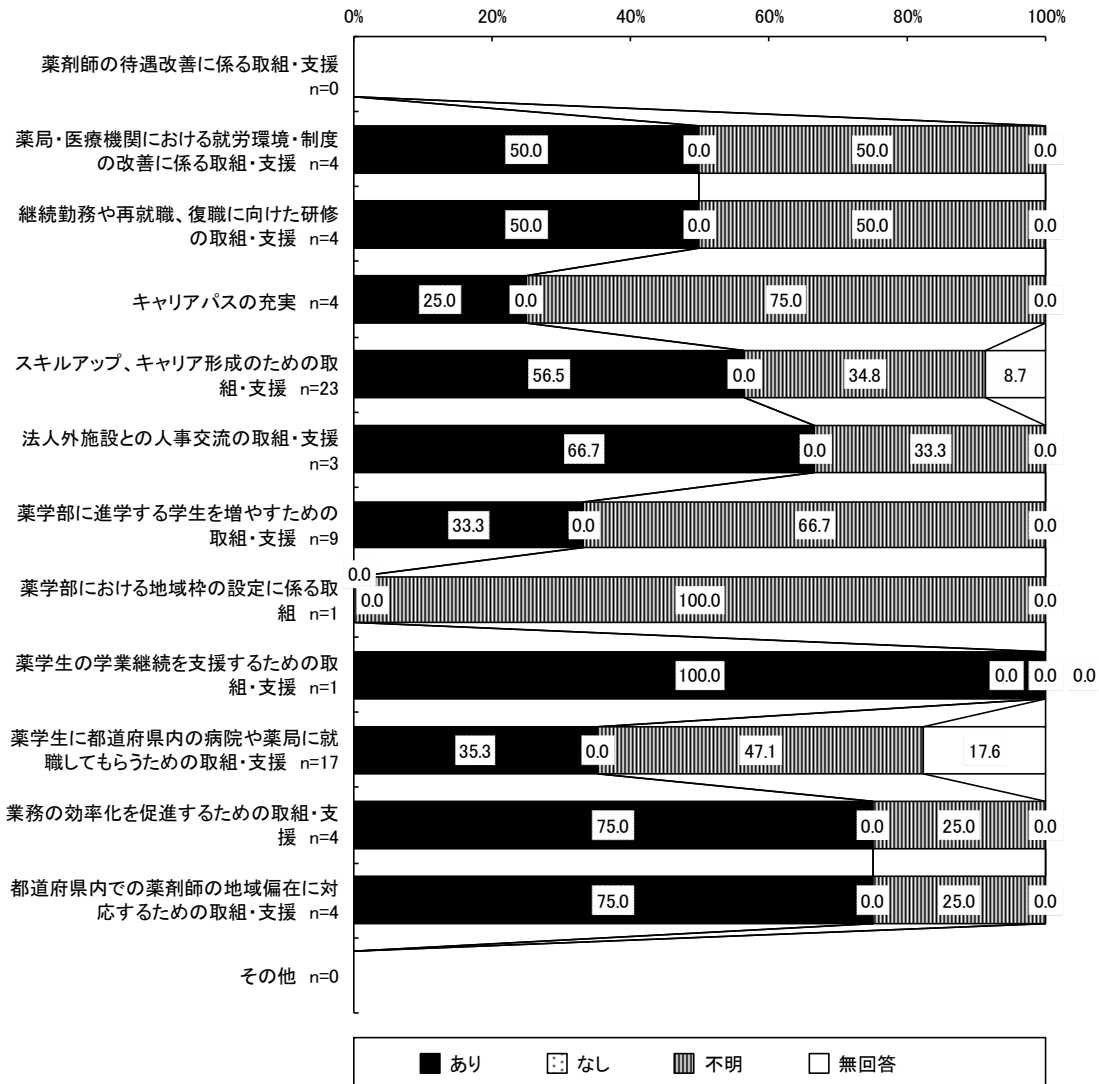 0% 20% 40% 60% 80% 100%
薬剤師の待遇改善に係る取組・支援
n=0
薬局・医療機関における就労環境・制度
の改善に係る取組・支援 n=4
50.0 0.0 50.0 0.0
継続勤務や再就職、復職に向けた研修
の取組・支援 n=4
50.0 0.0 50.0 0.0
キャリアパスの充実 n=4
25.0 0.0 75.0 0.0
スキルアップ、キャリア形成のための取
組・支援 n=23
56.5 0.0 34.8 8.7
法人外施設との人事交流の取組・支援
n=3
66.7 0.0 33.3 0.0
薬学部に進学する学生を増やすための
取組・支援 n=9
33.3 0.0 66.7 0.0
薬学部における地域枠の設定に係る取
組 n=1
0.0
0.0 100.0 0.0
薬学生の学業継続を支援するための取
組・支援 n=1
100.0 0.0 0.0 0.0
薬学生に都道府県内の病院や薬局に就
職してもらうための取組・支援 n=17
35.3 0.0 47.1 17.6
業務の効率化を促進するための取組・支
援 n=4
75.0 0.0 25.0 0.0
都道府県内での薬剤師の地域偏在に対
応するための取組・支援 n=4
75.0 0.0 25.0 0.0
その他 n=0
あり なし 不明 無回答